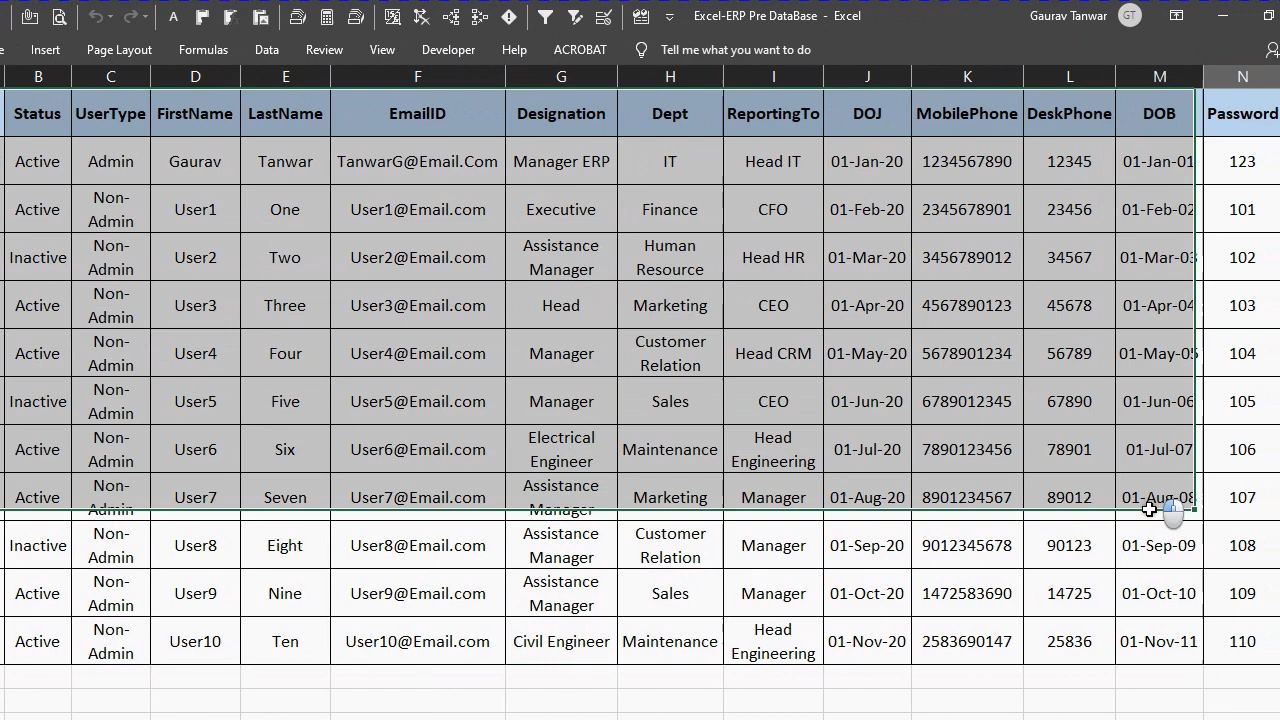 Excel-ERP Pre DataBase - Excel Gaurav Tanwar GT
e Insert Page Layout Formulas Data Review View Developer Help ACROBAT Tell me what you want to do
B C D E F G H I J K L M N
Status UserType FirstName LastName EmailID Designation Dept ReportingTo DOJ MobilePhone DeskPhone DOB Password
Active Admin Gaurav Tanwar TanwarG@Email.Com Manager ERP IT Head IT 01-Jan-20 1234567890 12345 01-Jan-01 123
Active Non-Admin User1 One User1@Email.com Executive Finance CFO 01-Feb-20 2345678901 23456 01-Feb-02 101
Inactive Non-Admin User2 Two User2@Email.com Assistance Manager Human Resource Head HR 01-Mar-20 3456789012 34567 01-Mar-03 102
Active Non-Admin User3 Three User3@Email.com Head Marketing CEO 01-Apr-20 4567890123 45678 01-Apr-04 103
Active Non-Admin User4 Four User4@Email.com Manager Customer Relation Head CRM 01-May-20 5678901234 56789 01-May-05 104
Inactive Non-Admin User5 Five User5@Email.com Manager Sales CEO 01-Jun-20 6789012345 67890 01-Jun-06 105
Active Non-Admin User6 Six User6@Email.com Electrical Engineer Maintenance Head Engineering 01-Jul-20 7890123456 78901 01-Jul-07 106
Active Non-Admin User7 Seven User7@Email.com Assistance Manager Marketing Manager 01-Aug-20 8901234567 89012 01-Aug-08 107
Inactive Non-Admin User8 Eight User8@Email.com Assistance Manager Customer Relation Manager 01-Sep-20 9012345678 90123 01-Sep-09 108
Active Non-Admin User9 Nine User9@Email.com Assistance Manager Sales Manager 01-Oct-20 1472583690 14725 01-Oct-10 109
Active Non-Admin User10 Ten User10@Email.com Civil Engineer Maintenance Head Engineering 01-Nov-20 2583690147 25836 01-Nov-11 110